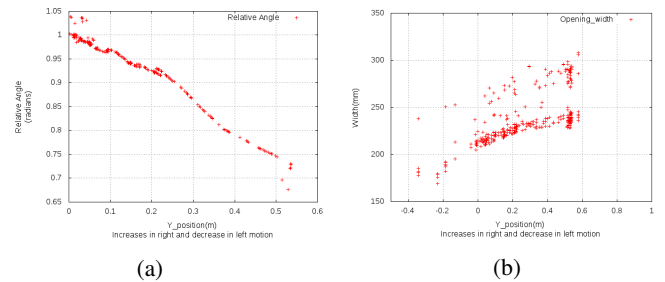 1.05
1
0.95
0.9
0.85
0.8
0.75
0.7
0.65
Relative Angle
(radians)
Relative Angle
0 0.1 0.2 0.3 0.4 0.5 0.6
Y_position(m)
Increases in right and decrease in left motion
(a)
350
300
250
200
150
Width(mm)
Opening_width
-0.4 -0.2 0 0.2 0.4 0.6 0.8 1
Y_position(m)
Increases in right and decrease in left motion
(b)